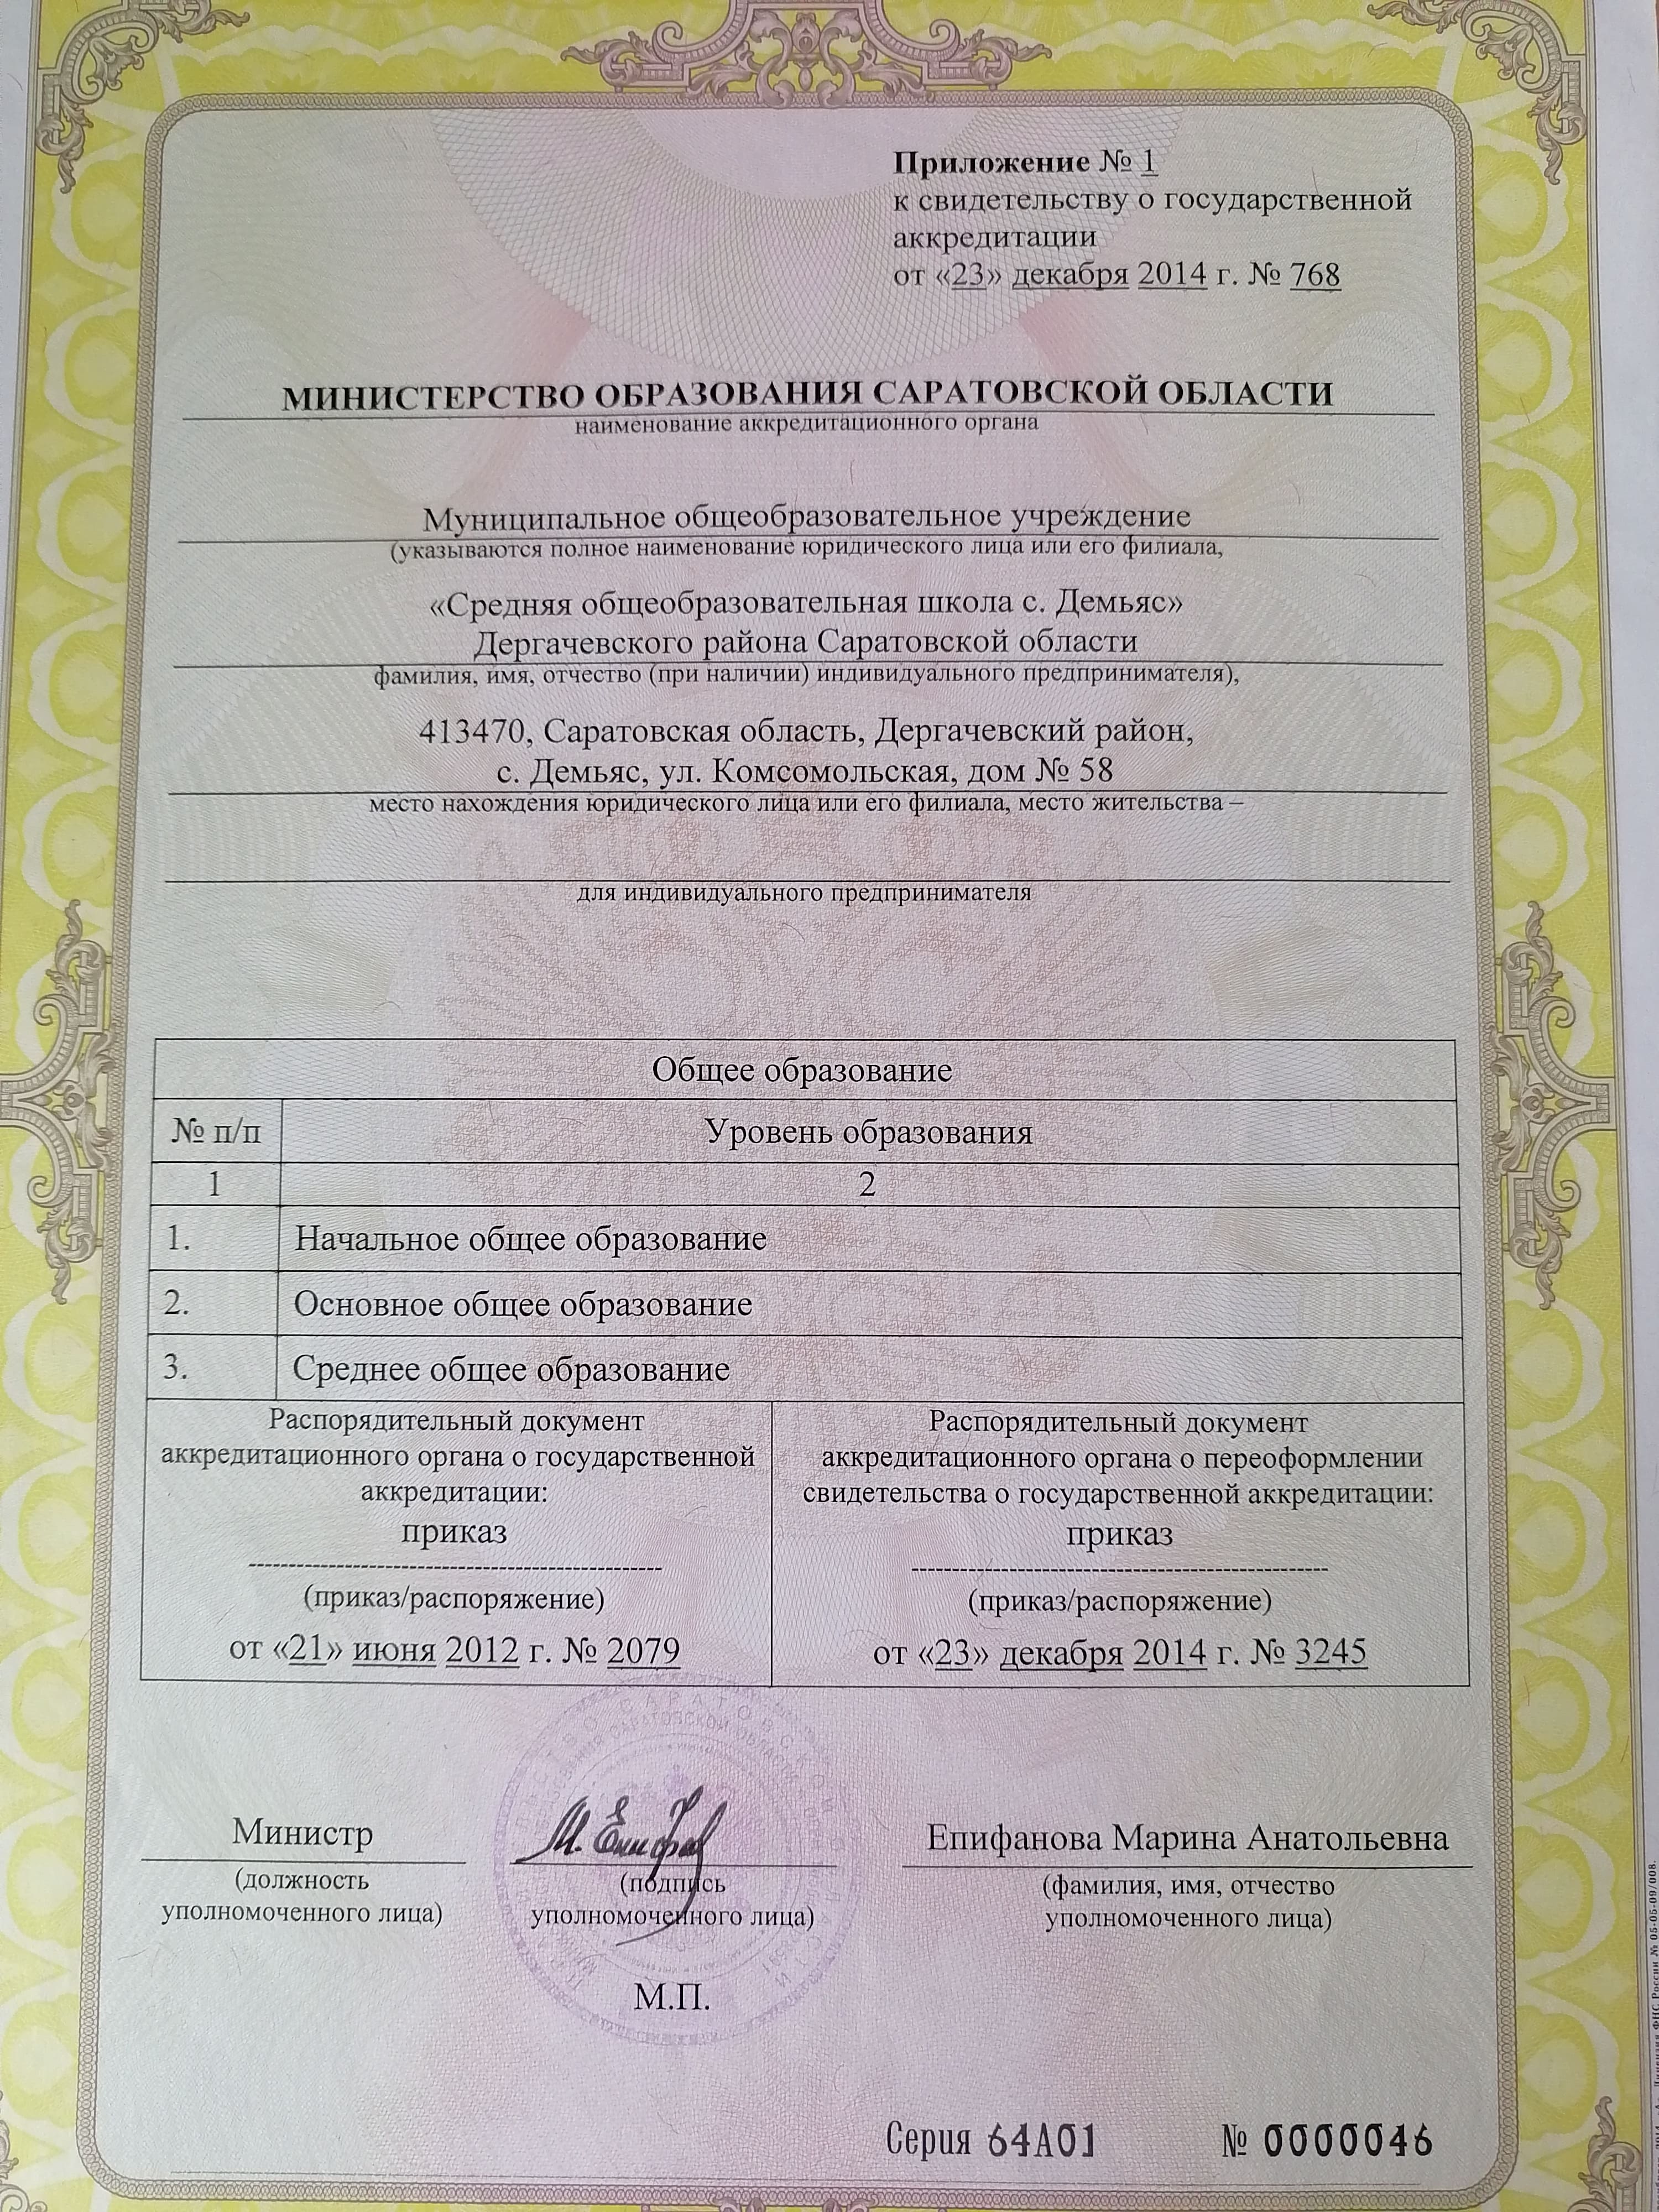 Приложение № 1
к свидетельству о государственной
аккредитации
от «23» декабря 2014 г. № 768
МИНИСТЕРСТВО ОБРАЗОВАНИЯ САРАТОВСКОЙ ОБЛАСТИ
наименование аккредитационного органа
Муниципальное общеобразовательное учреждение
(указываются полное наименование юридического лица или его филиала,
«Средняя общеобразовательная школа с. Демьяс»
Дергачевского района Саратовской области
фамилия, имя, отчество (при наличии) индивидуального предпринимателя),
413470, Саратовская область, Дергачевский район,
с. Демьяс, ул. Комсомольская, дом № 58
место нахождения юридического лица или его филиала, место жительства –
для индивидуального предпринимателя
Общее образование
№ п/п Уровень образования
1 2
1. Начальное общее образование
2. Основное общее образование
3. Среднее общее образование
Распорядительный документ
аккредитационного органа о государственной
аккредитации:
приказ
(приказ/распоряжение)
от «21» июня 2012 г. № 2079
Распорядительный документ
аккредитационного органа о переоформлении
свидетельства о государственной аккредитации:
приказ
(приказ/распоряжение)
от «23» декабря 2014 г. № 3245
Министр
(должность
уполномоченного лица)
(подпись
уполномоченного лица)
Епифанова Марина Анатольевна
(фамилия, имя, отчество
уполномоченного лица)
М.П.
Серия 64А01 № 0000046